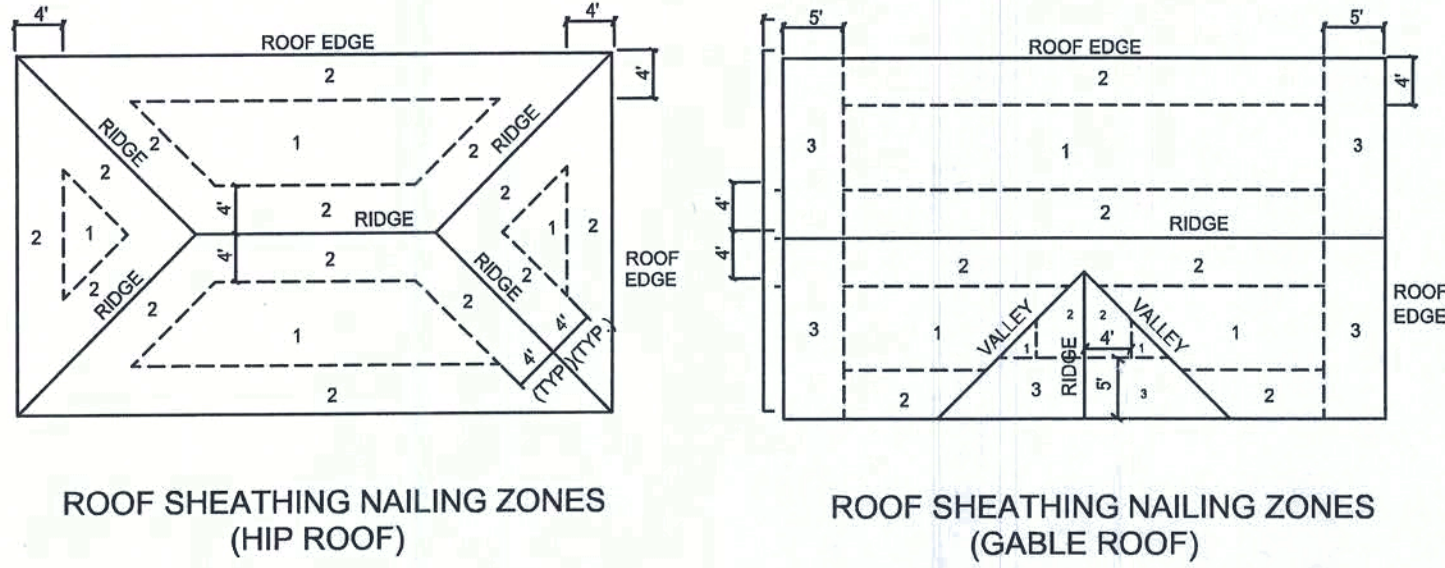 4'
4'
ROOF EDGE
4'
2
RIDGE
RIDGE
2
1
2
2
2
2
1
4'
2
RIDGE
1
2
4'
2
RIDGE
2
ROOF
EDGE
2
RIDGE
2
2
1
4'
4'
(TYP.)
(TYP.)
2
ROOF SHEATHING NAILING ZONES
(HIP ROOF)
5'
5'
ROOF EDGE
4'
2
3
1
3
4'
2
RIDGE
4'
2
2
ROOF
EDGE
3
1
VALLEY
2
2
VALLEY
1
3
1
4'
1
RIDGE
2
3
5'
3
2
ROOF SHEATHING NAILING ZONES
(GABLE ROOF)